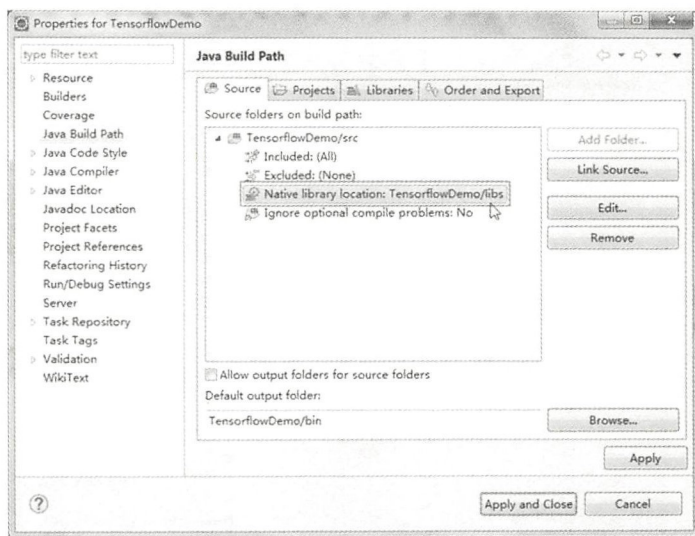 Properties for TensorflowDemo
type filter text
Resource
Builders
Coverage
Java Build Path
Java Code Style
Java Compiler
Java Editor
Javadoc Location
Project Facets
Project References
Refactoring History
Run/Debug Settings
Server
Task Repository
Task Tags
Validation
WikiText
Java Build Path
Source Projects Libraries Order and Export
Source folders on build path:
TensorflowDemo/src
Included: (All)
Excluded: (None)
Native library location: TensorflowDemo/libs
Ignore optional compile problems: No
Add Folder...
Link Source...
Edit...
Remove
Allow output folders for source folders
Default output folder:
TensorflowDemo/bin
Browse...
Apply
?
Apply and Close Cancel